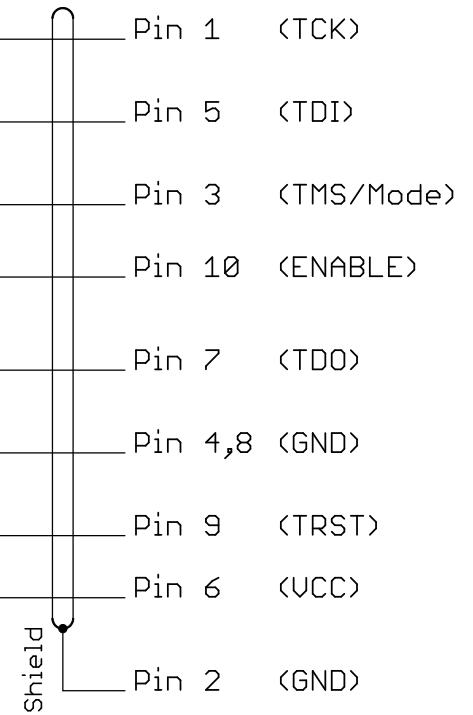 Pin 1 (TCK)
Pin 5 (TDI)
Pin 3 (TMS/Mode)
Pin 10 (ENABLE)
Pin 7 (TDO)
Pin 4,8 (GND)
Pin 9 (TRST)
Pin 6 (VCC)
Shield
Pin 2 (GND)